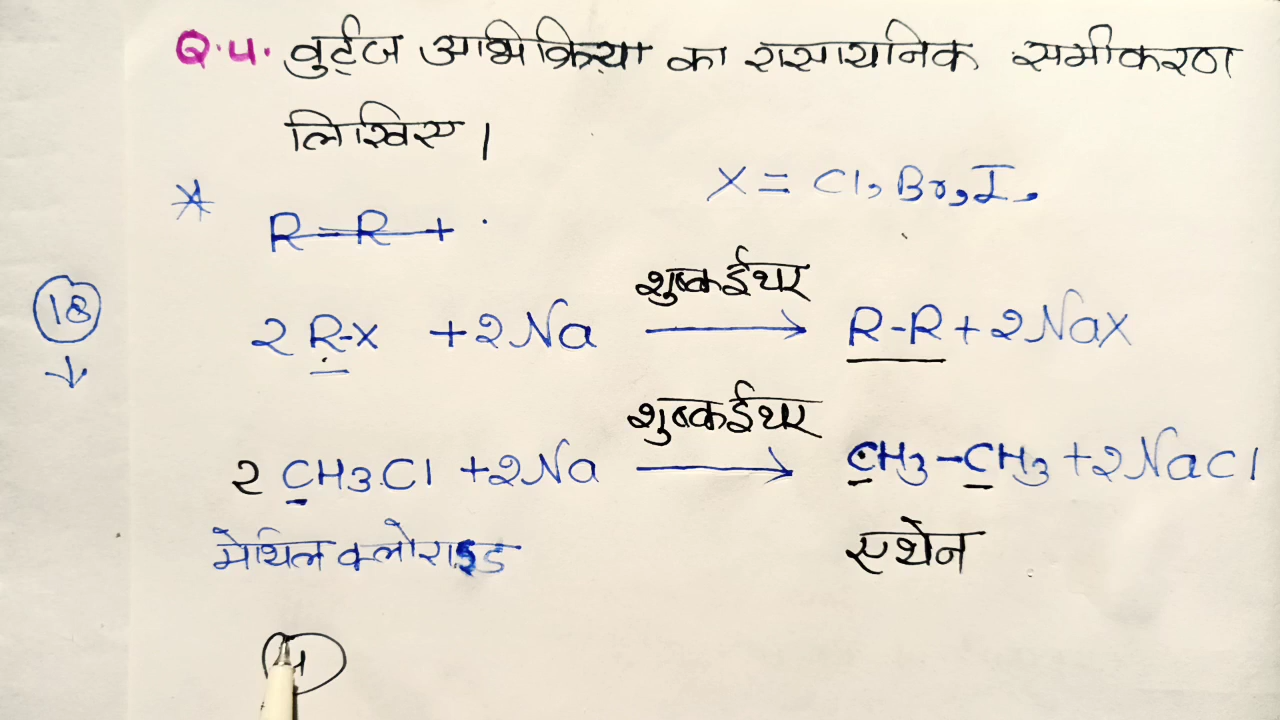 Q.4. वुर्ट्ज अभिक्रिया का रासायनिक समीकरण
लिखिए।
X = Cl, Br, I,
R-R +
18
शुष्क ईथर
2 R-X + 2Na → R-R + 2NaX
शुष्क ईथर
2 CH3Cl + 2Na → CH3-CH3 + 2NaCl
मेथिल क्लोराइड एथेन